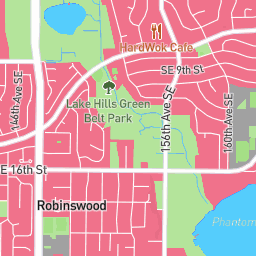 HardWok Cafe
SE 9th St
146th Ave SE
Lake Hills Green
Belt Park
156th Ave SE
160th Ave SE
E 16th St
Robinswood
Phantom